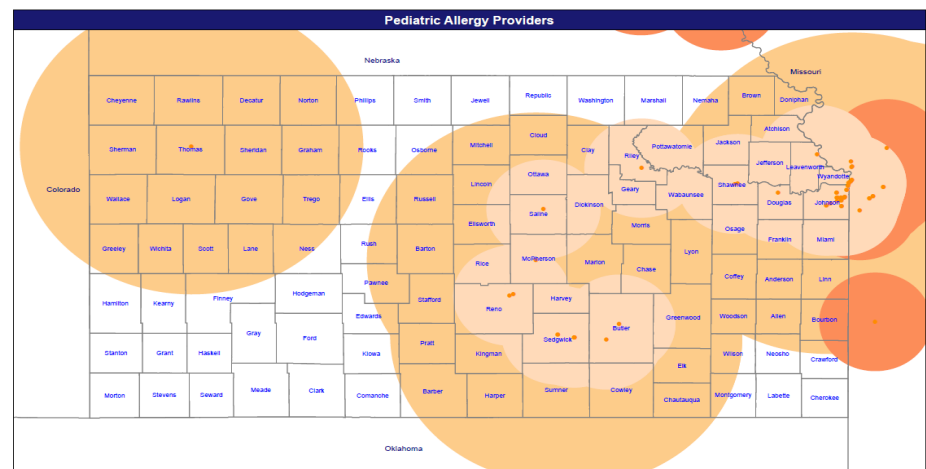 Pediatric Allergy Providers
Nebraska
Missouri
Colorado
Oklahoma
Cheyenne Rawlins Decatur Norton Phillips Smith Jewell Republic Washington Marshall Nemaha Brown Doniphan
Atchison
Sherman Thomas Sheridan Graham Rooks Osborne Mitchell Cloud Clay Riley Pottawatomie Jackson Jefferson Leavenworth
Wyandotte
Ottawa
Lincoln
Wallace Logan Gove Trego Ellis Russell Saline Dickinson Geary Wabaunsee Shawnee Douglas Johnson
Ellsworth Morris Osage Franklin Miami
Greeley Wichita Scott Lane Ness Rush Barton Rice McPherson Marion Chase Lyon
Coffey Anderson Linn
Hamilton Kearny Finney Hodgeman Pawnee Stafford Reno Harvey Butler Greenwood Woodson Allen Bourbon
Edwards
Gray Ford
Stanton Grant Haskell Kiowa Pratt Kingman Sedgwick Elk Wilson Neosho Crawford
Morton Stevens Seward Meade Clark Comanche Barber Harper Sumner Cowley Chautauqua Montgomery Labette Cherokee